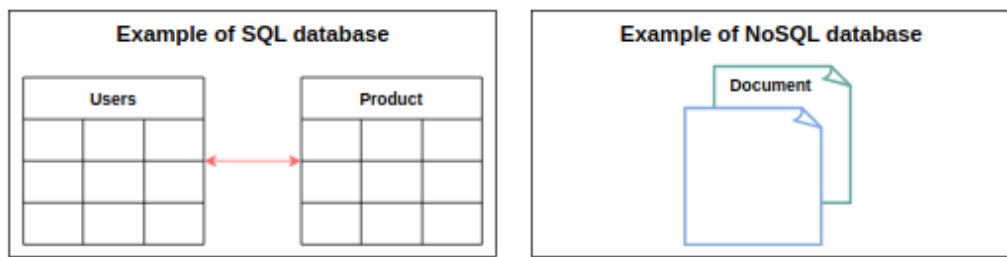 Example of SQL database
Users
Product
Example of NoSQL database
Document